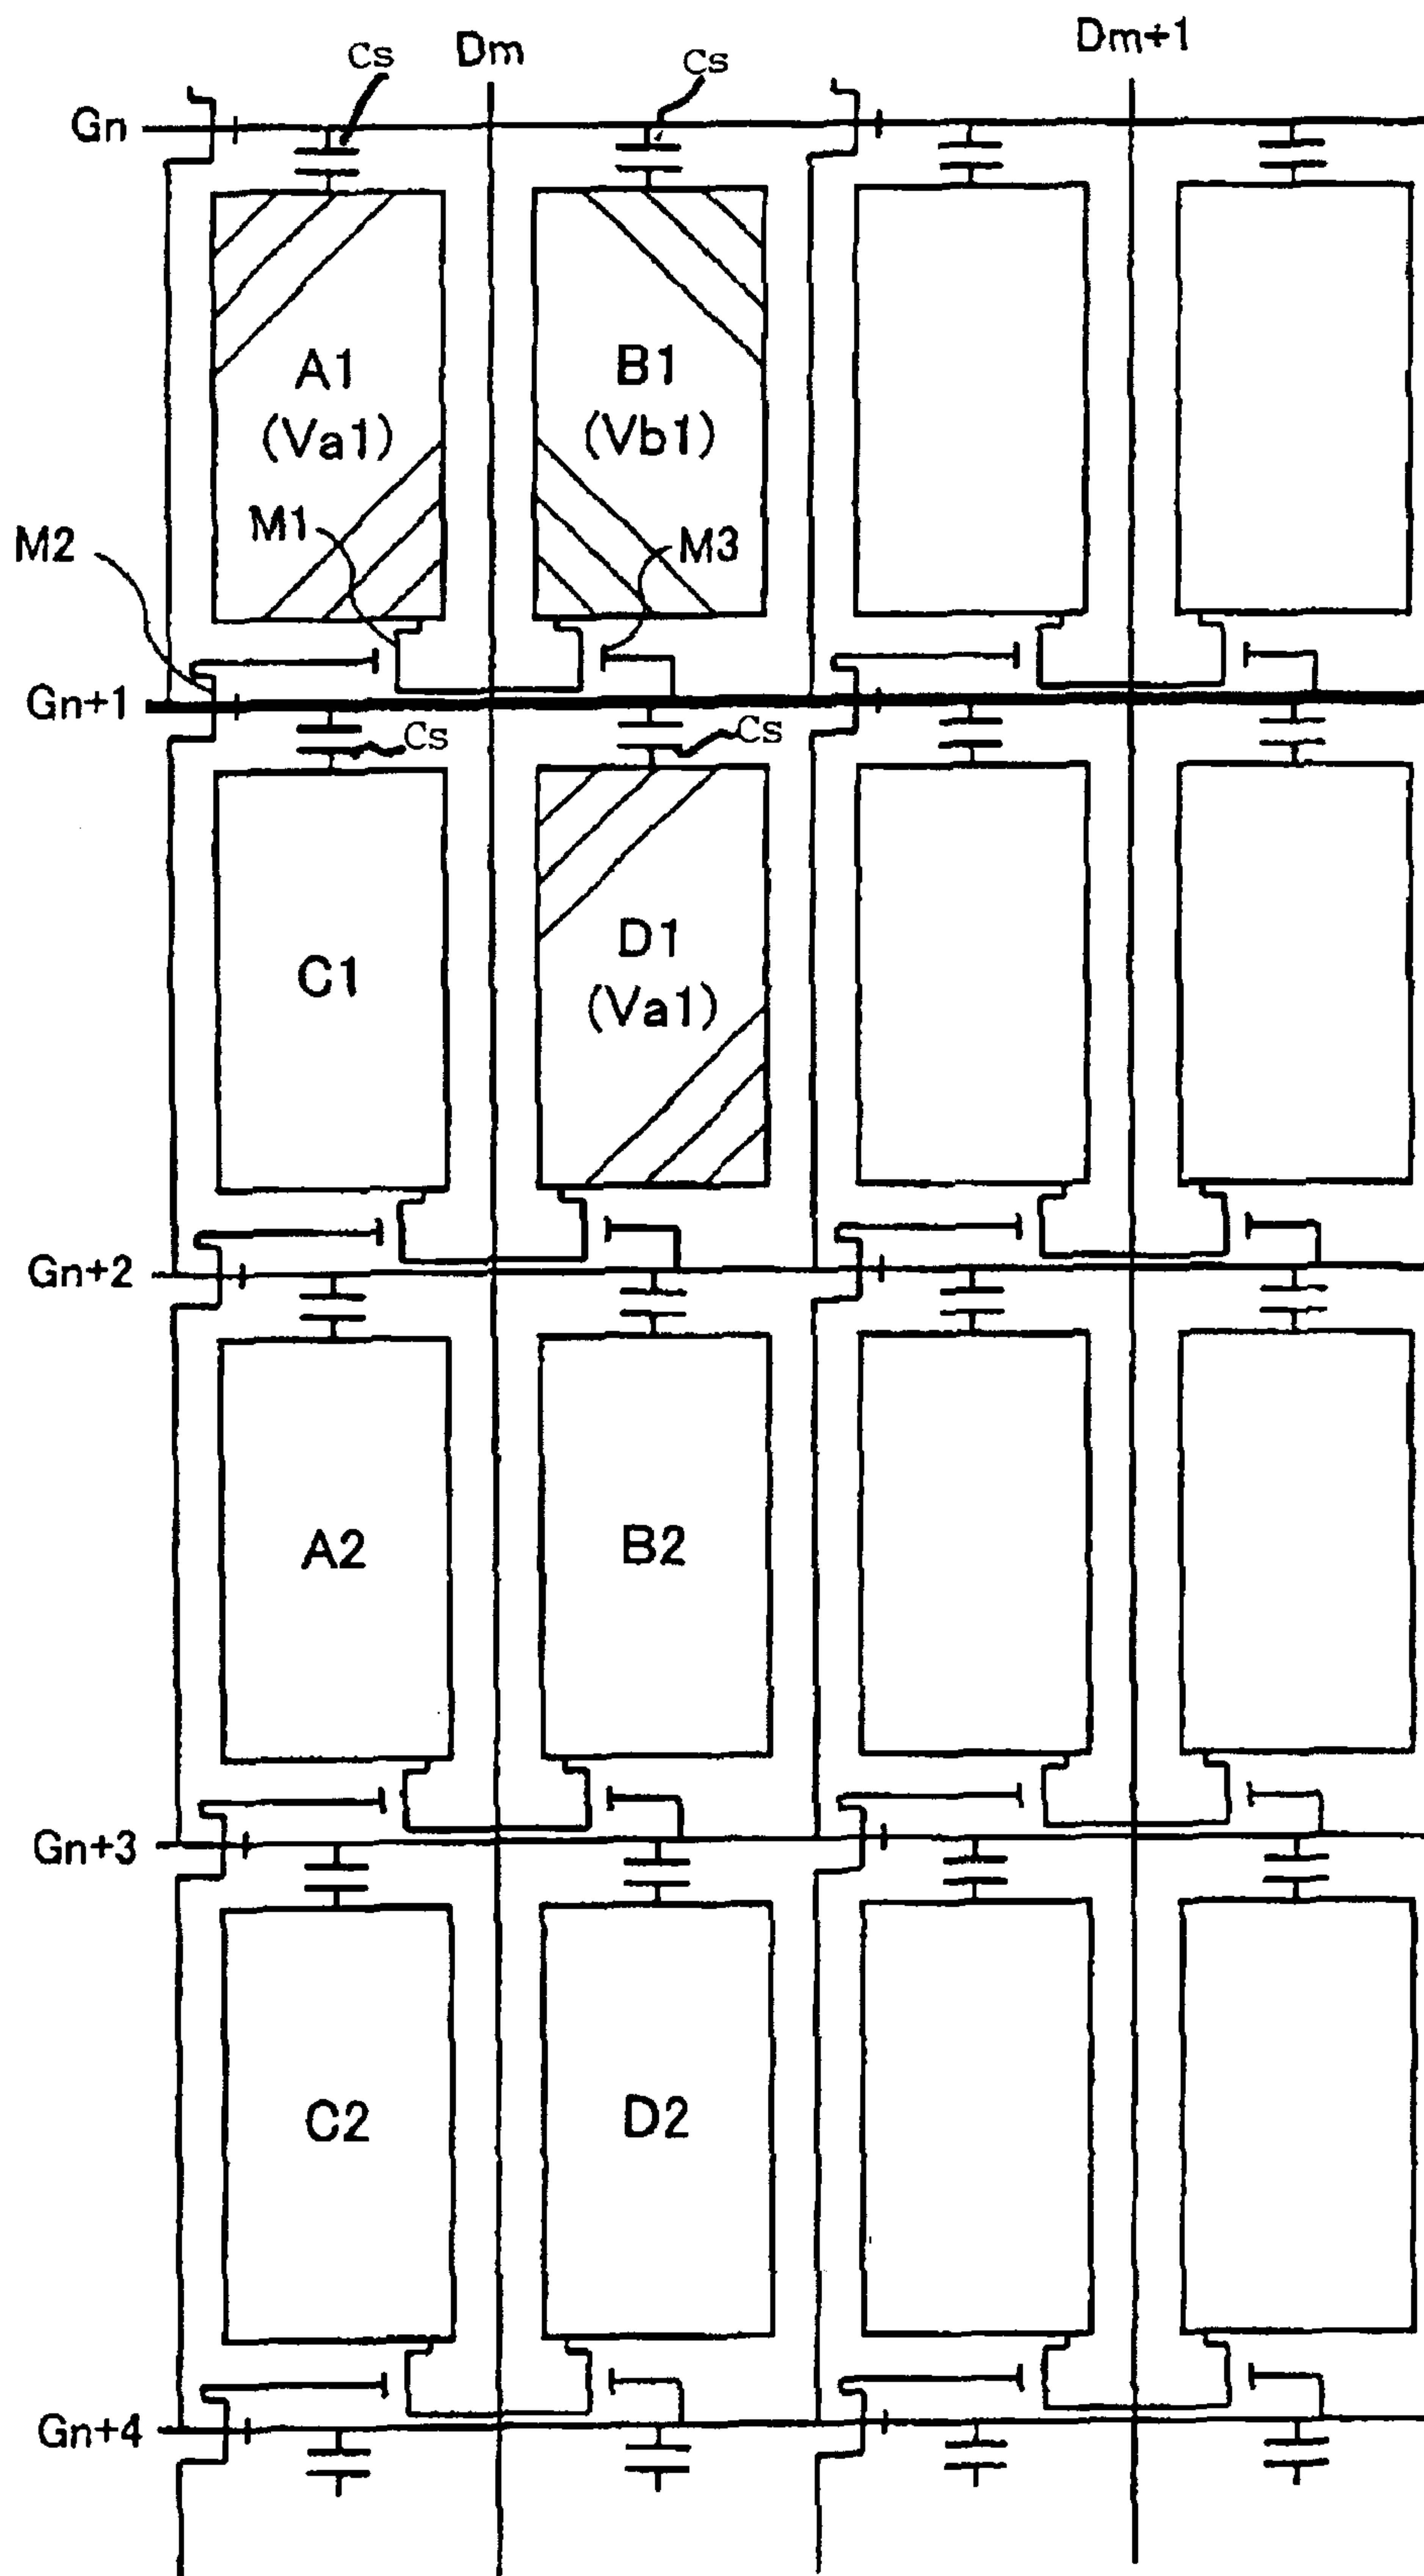 Cs
Dm
Cs
Dm+1
Gn
A1
(Va1)
B1
(Vb1)
M1
M2
M3
Gn+1
Cs
Cs
C1
D1
(Va1)
Gn+2
A2
B2
Gn+3
C2
D2
Gn+4